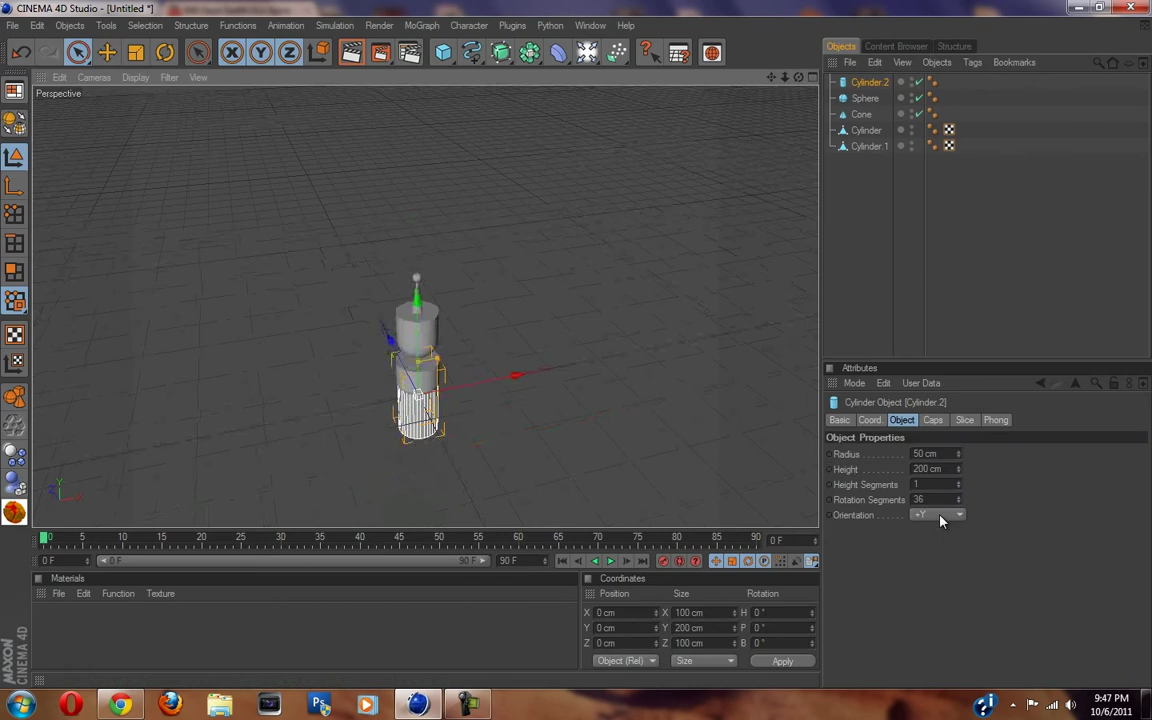 CINEMA 4D Studio - [Untitled *]
File Edit Objects Tools Selection Structure Functions Animation Render Simulation MoGraph Character Plugins Python Window Help
Edit Cameras Display Filter View
Perspective
Objects Content Browser Structure
File Edit View Objects Tags Bookmarks
Cylinder.2
Sphere
Cone
Cylinder
Cylinder.1
Attributes
Mode Edit User Data
Cylinder Object [Cylinder.2]
Basic Coord. Object Caps Slice Phong
Object Properties
Radius 50 cm
Height 200 cm
Height Segments 1
Rotation Segments 36
Orientation +Y
X Y Z
Y
Z
0 5 10 15 20 25 30 35 40 45 50 55 60 65 70 75 80 85 90 0 F
0 F 0 F 90 F 90 F
Materials
File Edit Function Texture
Coordinates
Position Size Rotation
X 0 cm X 100 cm H 0 °
Y 0 cm Y 200 cm P 0 °
Z 0 cm Z 100 cm B 0 °
Object (Rel) Size Apply
MAXON
CINEMA 4D
Ps
9:47 PM
10/6/2011